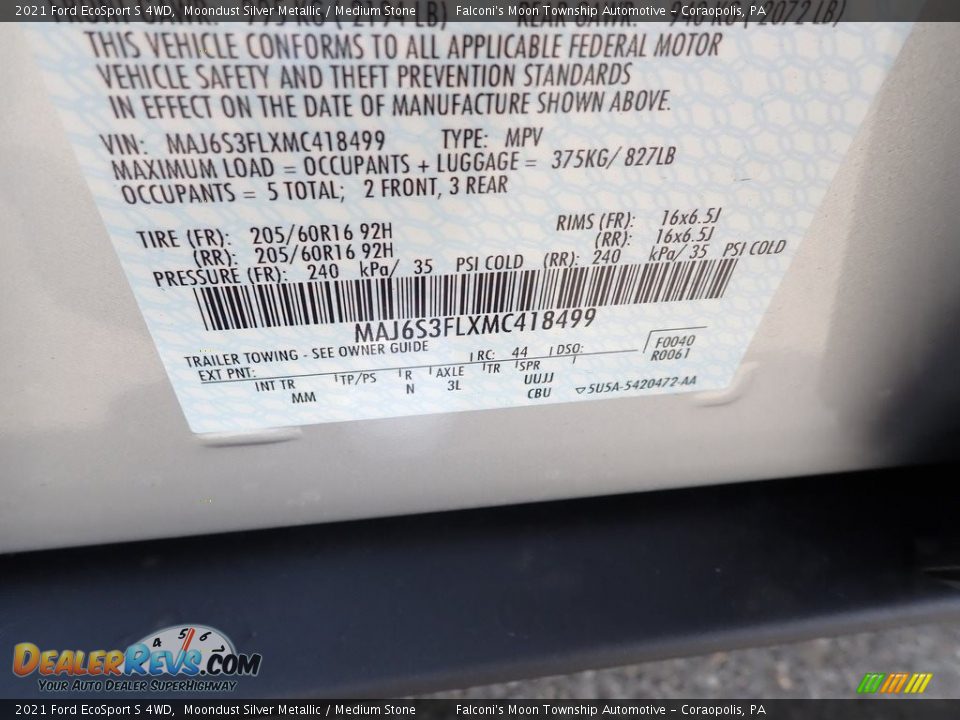 2021 Ford EcoSport S 4WD, Moondust Silver Metallic / Medium Stone Falconi's Moon Township Automotive - Coraopolis, PA
THIS VEHICLE CONFORMS TO ALL APPLICABLE FEDERAL MOTOR
VEHICLE SAFETY AND THEFT PREVENTION STANDARDS
IN EFFECT ON THE DATE OF MANUFACTURE SHOWN ABOVE.
VIN: MAJ6S3FLXMC418499 TYPE: MPV
MAXIMUM LOAD = OCCUPANTS + LUGGAGE = 375KG/ 827LB
OCCUPANTS = 5 TOTAL; 2 FRONT, 3 REAR
TIRE (FR): 205/60R16 92H RIMS (FR): 16x6.5J
(RR): 205/60R16 92H (RR): 16x6.5J
PRESSURE (FR): 240 kPa/ 35 PSI COLD (RR): 240 kPa/ 35 PSI COLD
MAJ6S3FLXMC418499
TRAILER TOWING - SEE OWNER GUIDE
F0040
R0061
EXT PNT: RC: 44 DSO:
INT TR TP/PS R AXLE TR SPR
MM N 3L UUJJ
CBU 5U5A-5420472-AA
4 5 6
DealerRevs.com
Your Auto Dealer SuperHighway
2021 Ford EcoSport S 4WD, Moondust Silver Metallic / Medium Stone Falconi's Moon Township Automotive - Coraopolis, PA